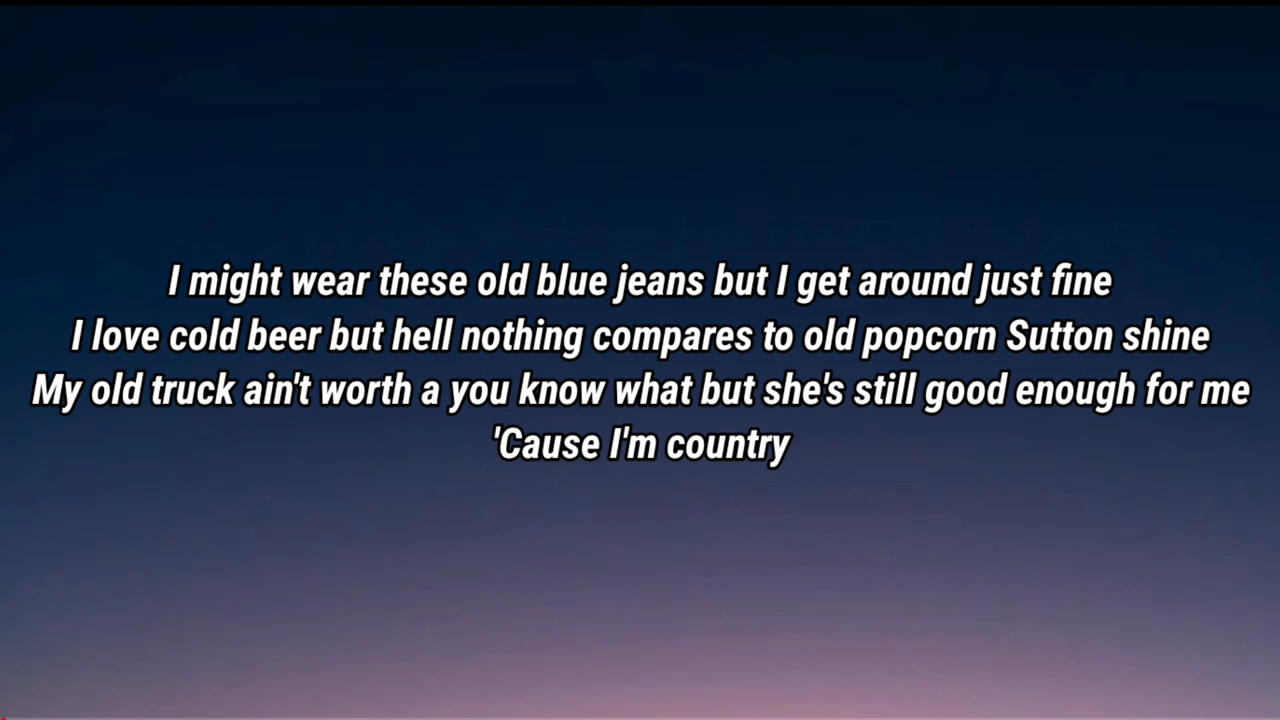 I might wear these old blue jeans but I get around just fine
I love cold beer but hell nothing compares to old popcorn Sutton shine
My old truck ain't worth a you know what but she's still good enough for me
'Cause I'm country